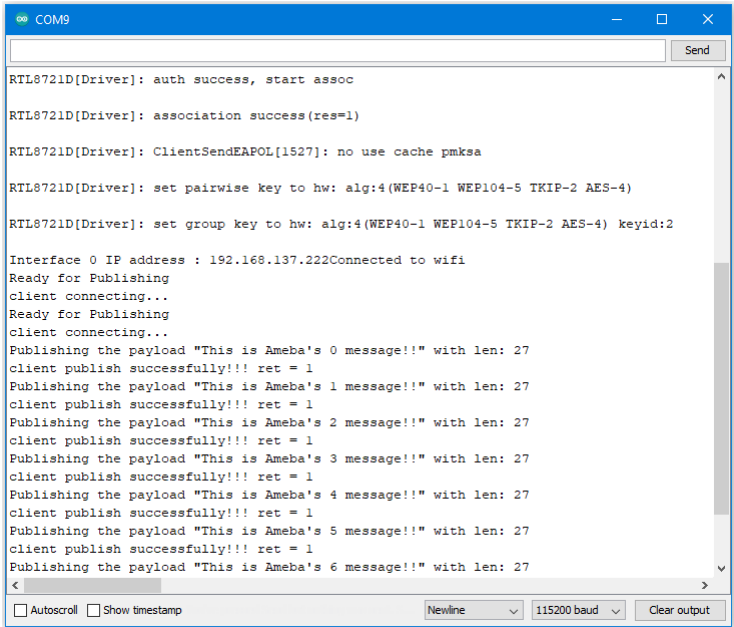 COM9
Send
RTL8721D[Driver]: auth success, start assoc
RTL8721D[Driver]: association success(res=1)
RTL8721D[Driver]: ClientSendEAPOL[1527]: no use cache pmksa
RTL8721D[Driver]: set pairwise key to hw: alg:4(WEP40-1 WEP104-5 TKIP-2 AES-4)
RTL8721D[Driver]: set group key to hw: alg:4(WEP40-1 WEP104-5 TKIP-2 AES-4) keyid:2
Interface 0 IP address : 192.168.137.222Connected to wifi
Ready for Publishing
client connecting...
Ready for Publishing
client connecting...
Publishing the payload "This is Ameba's 0 message!!" with len: 27
client publish successfully!!! ret = 1
Publishing the payload "This is Ameba's 1 message!!" with len: 27
client publish successfully!!! ret = 1
Publishing the payload "This is Ameba's 2 message!!" with len: 27
client publish successfully!!! ret = 1
Publishing the payload "This is Ameba's 3 message!!" with len: 27
client publish successfully!!! ret = 1
Publishing the payload "This is Ameba's 4 message!!" with len: 27
client publish successfully!!! ret = 1
Publishing the payload "This is Ameba's 5 message!!" with len: 27
client publish successfully!!! ret = 1
Publishing the payload "This is Ameba's 6 message!!" with len: 27
Autoscroll Show timestamp Newline 115200 baud Clear output